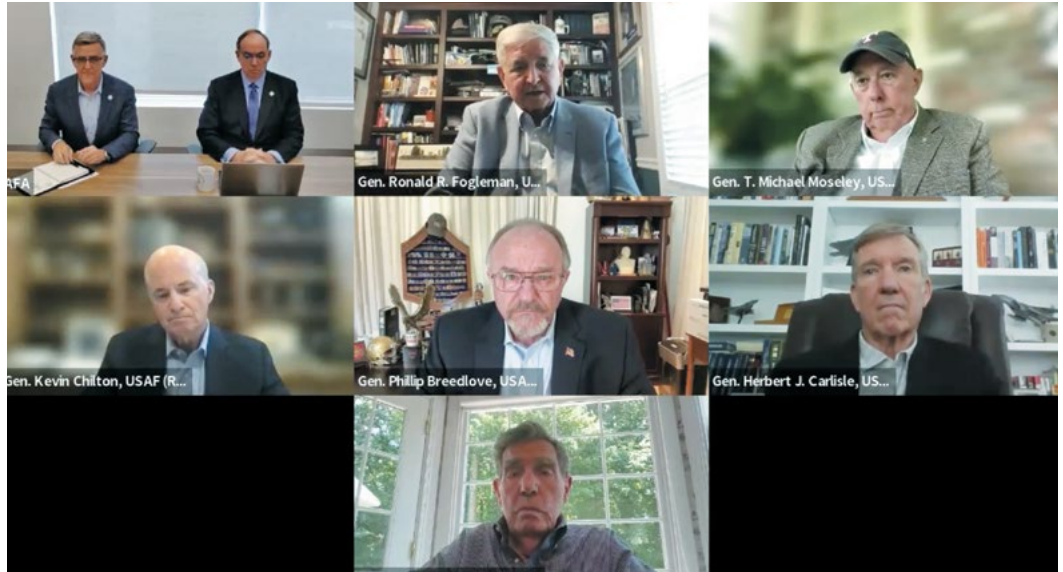 AFA
Gen. Ronald R. Fogleman, U...
Gen. T. Michael Moseley, US...
Gen. Kevin Chilton, USAF (R...
Gen. Phillip Breedlove, USA...
Gen. Herbert J. Carlisle, US...